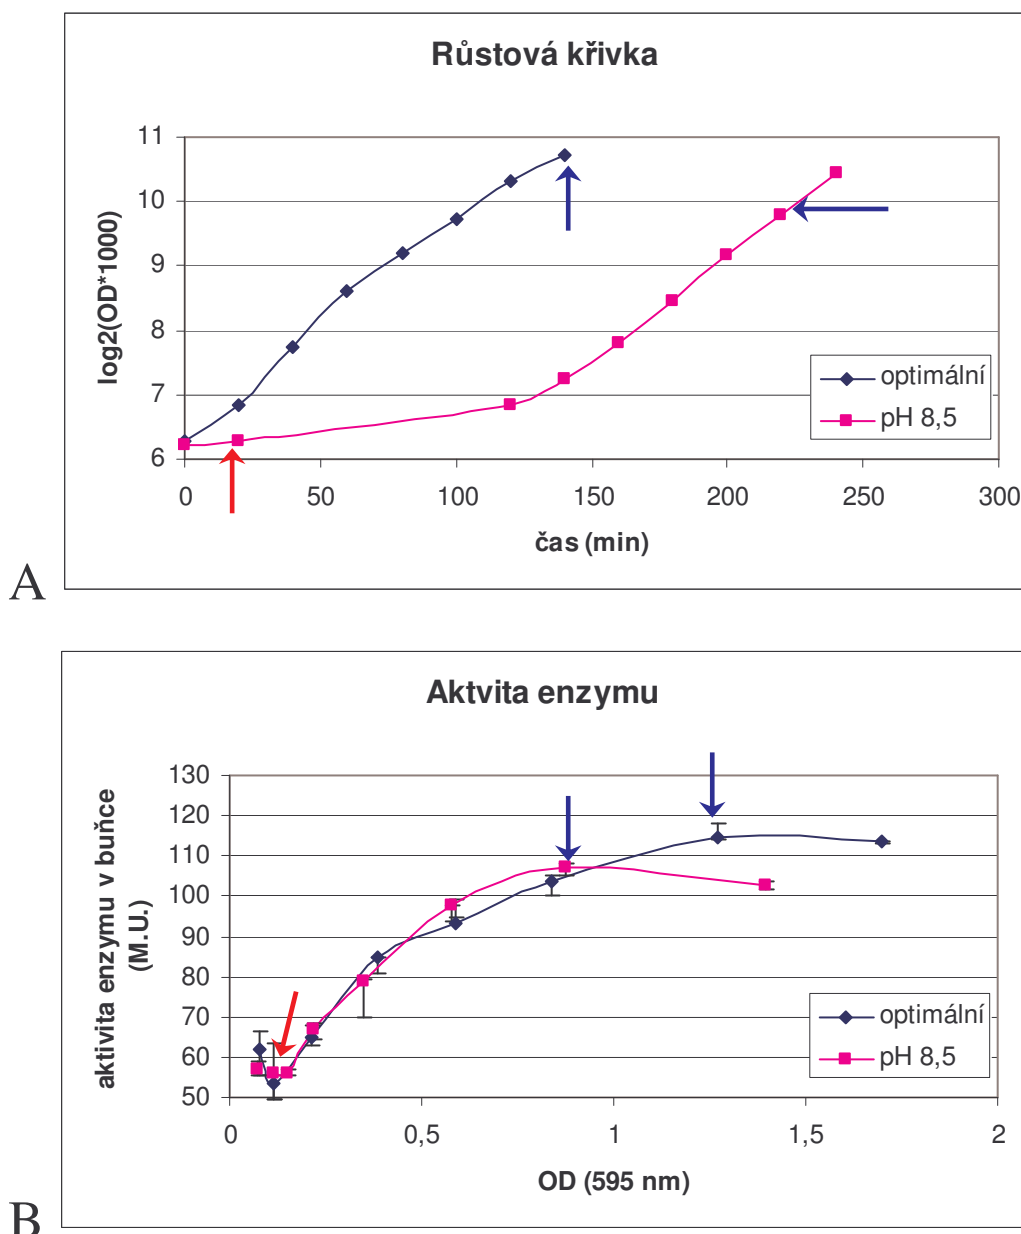 Růstová křivka
11
10
9
8
7
6
log2(OD*1000)
0 50 100 150 200 250 300
čas (min)
optimální
pH 8,5
A
Aktvita enzymu
130
120
110
100
90
80
70
60
50
aktivita enzymu v buňce
(M.U.)
0 0,5 1 1,5 2
OD (595 nm)
optimální
pH 8,5
B